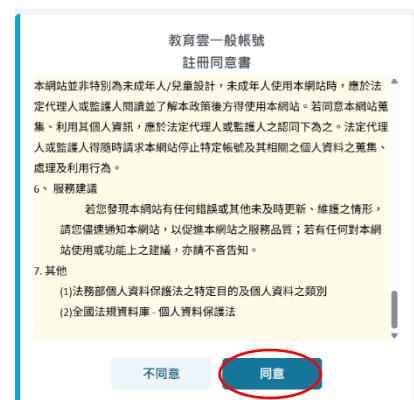 教育雲一般帳號
註冊同意書
本網站並非特別為未成年人/兒童設計，未成年人使用本網站時，應於法
定代理人或監護人閱讀並了解本政策後方得使用本網站。若同意本網站蒐
集、利用其個人資訊，應於法定代理人或監護人之認同下為之。法定代理
人或監護人得隨時請求本網站停止特定帳號及其相關之個人資料之蒐集、
處理及利用行為。
6、 服務建議
若您發現本網站有任何錯誤或其他未及時更新、維護之情形，
請您儘速通知本網站，以促進本網站之服務品質；若有任何對本網
站使用或功能上之建議，亦請不吝告知。
7. 其他
(1)法務部個人資料保護法之特定目的及個人資料之類別
(2)全國法規資料庫 - 個人資料保護法
不同意 同意